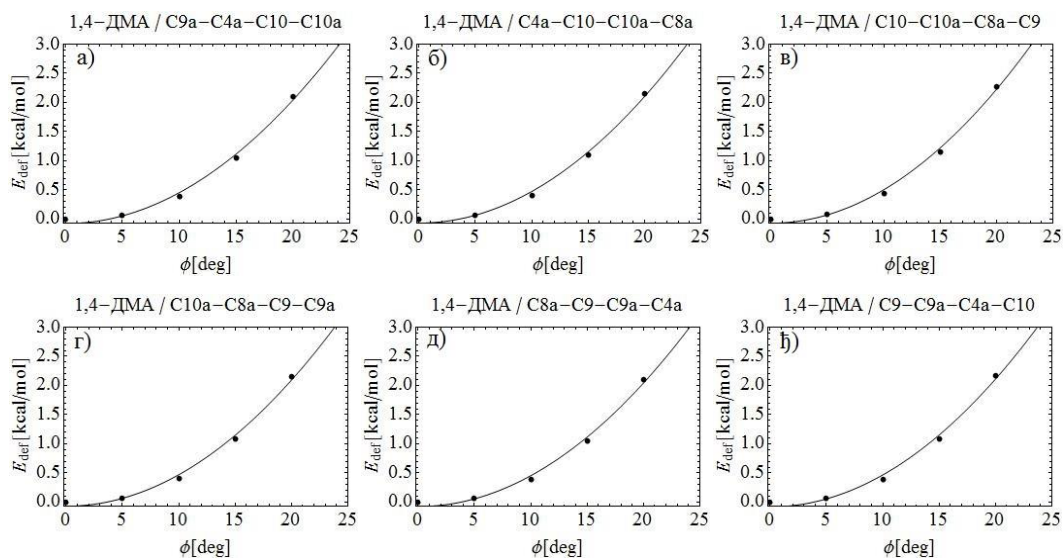 1,4−ДМА / C9a−C4a−C10−C10a
а)
E_def [kcal/mol]
3.0
2.5
2.0
1.5
1.0
0.5
0.0
0 5 10 15 20 25
ϕ[deg]
1,4−ДМА / C4a−C10−C10a−C8a
б)
E_def [kcal/mol]
3.0
2.5
2.0
1.5
1.0
0.5
0.0
0 5 10 15 20 25
ϕ[deg]
1,4−ДМА / C10−C10a−C8a−C9
в)
E_def [kcal/mol]
3.0
2.5
2.0
1.5
1.0
0.5
0.0
0 5 10 15 20 25
ϕ[deg]
1,4−ДМА / C10a−C8a−C9−C9a
г)
E_def [kcal/mol]
3.0
2.5
2.0
1.5
1.0
0.5
0.0
0 5 10 15 20 25
ϕ[deg]
1,4−ДМА / C8a−C9−C9a−C4a
д)
E_def [kcal/mol]
3.0
2.5
2.0
1.5
1.0
0.5
0.0
0 5 10 15 20 25
ϕ[deg]
1,4−ДМА / C9−C9a−C4a−C10
ђ)
E_def [kcal/mol]
3.0
2.5
2.0
1.5
1.0
0.5
0.0
0 5 10 15 20 25
ϕ[deg]